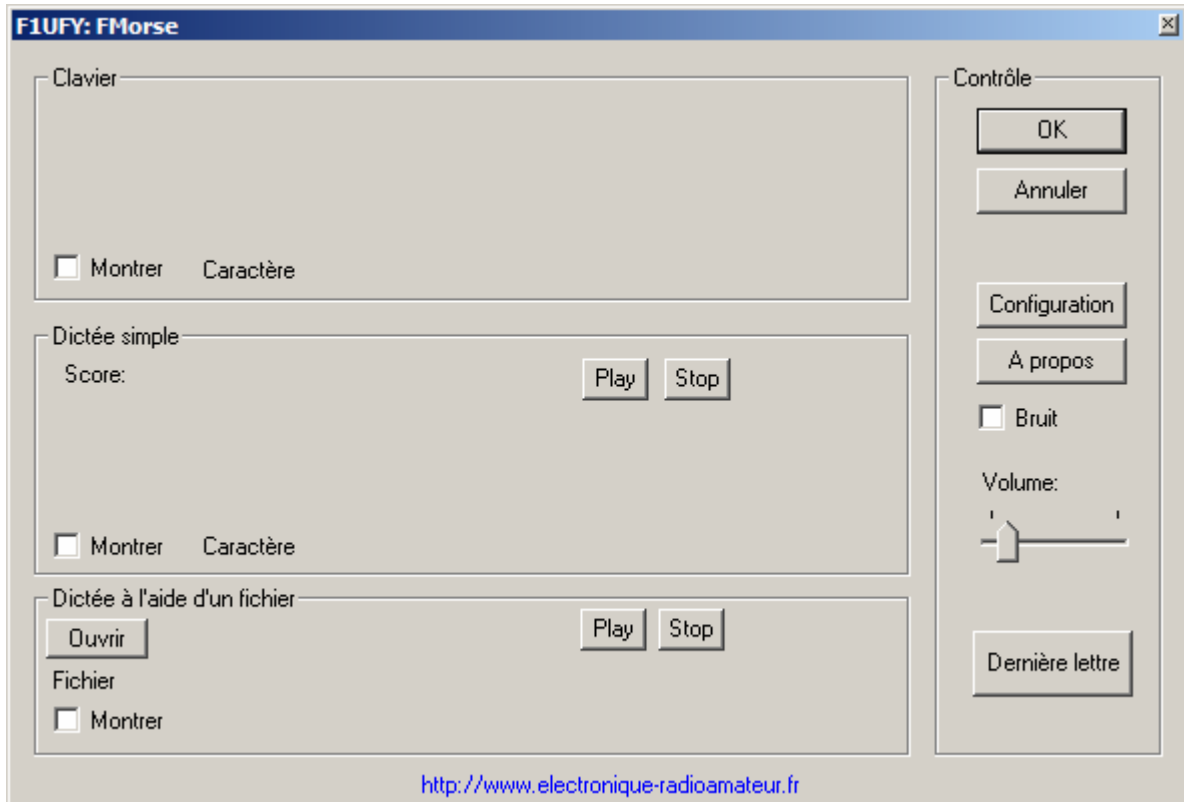 F1UFY: FMorse
Clavier
Montrer Caractère
Dictée simple
Score: Play Stop
Montrer Caractère
Dictée à l'aide d'un fichier
Ouvrir Play Stop
Fichier
Montrer
Contrôle
OK
Annuler
Configuration
A propos
Bruit
Volume:
Dernière lettre
http://www.electronique-radioamateur.fr